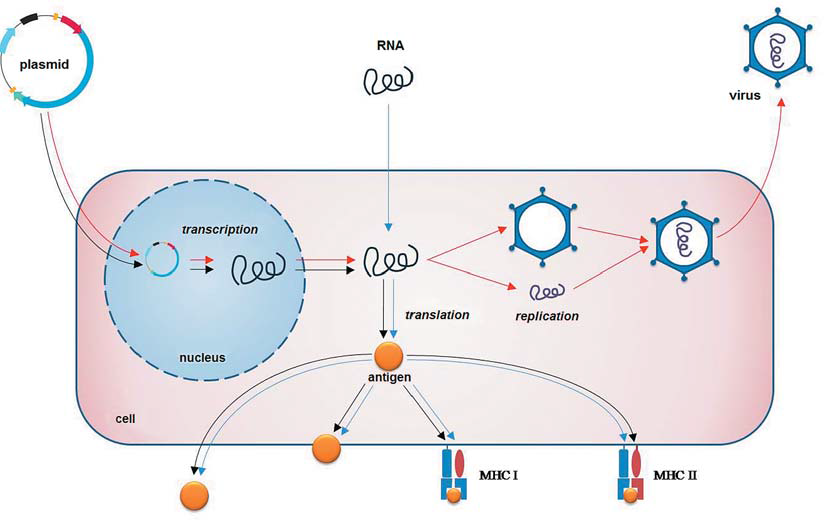 plasmid
RNA
virus
transcription
nucleus
translation
replication
antigen
cell
MHC I
MHC II